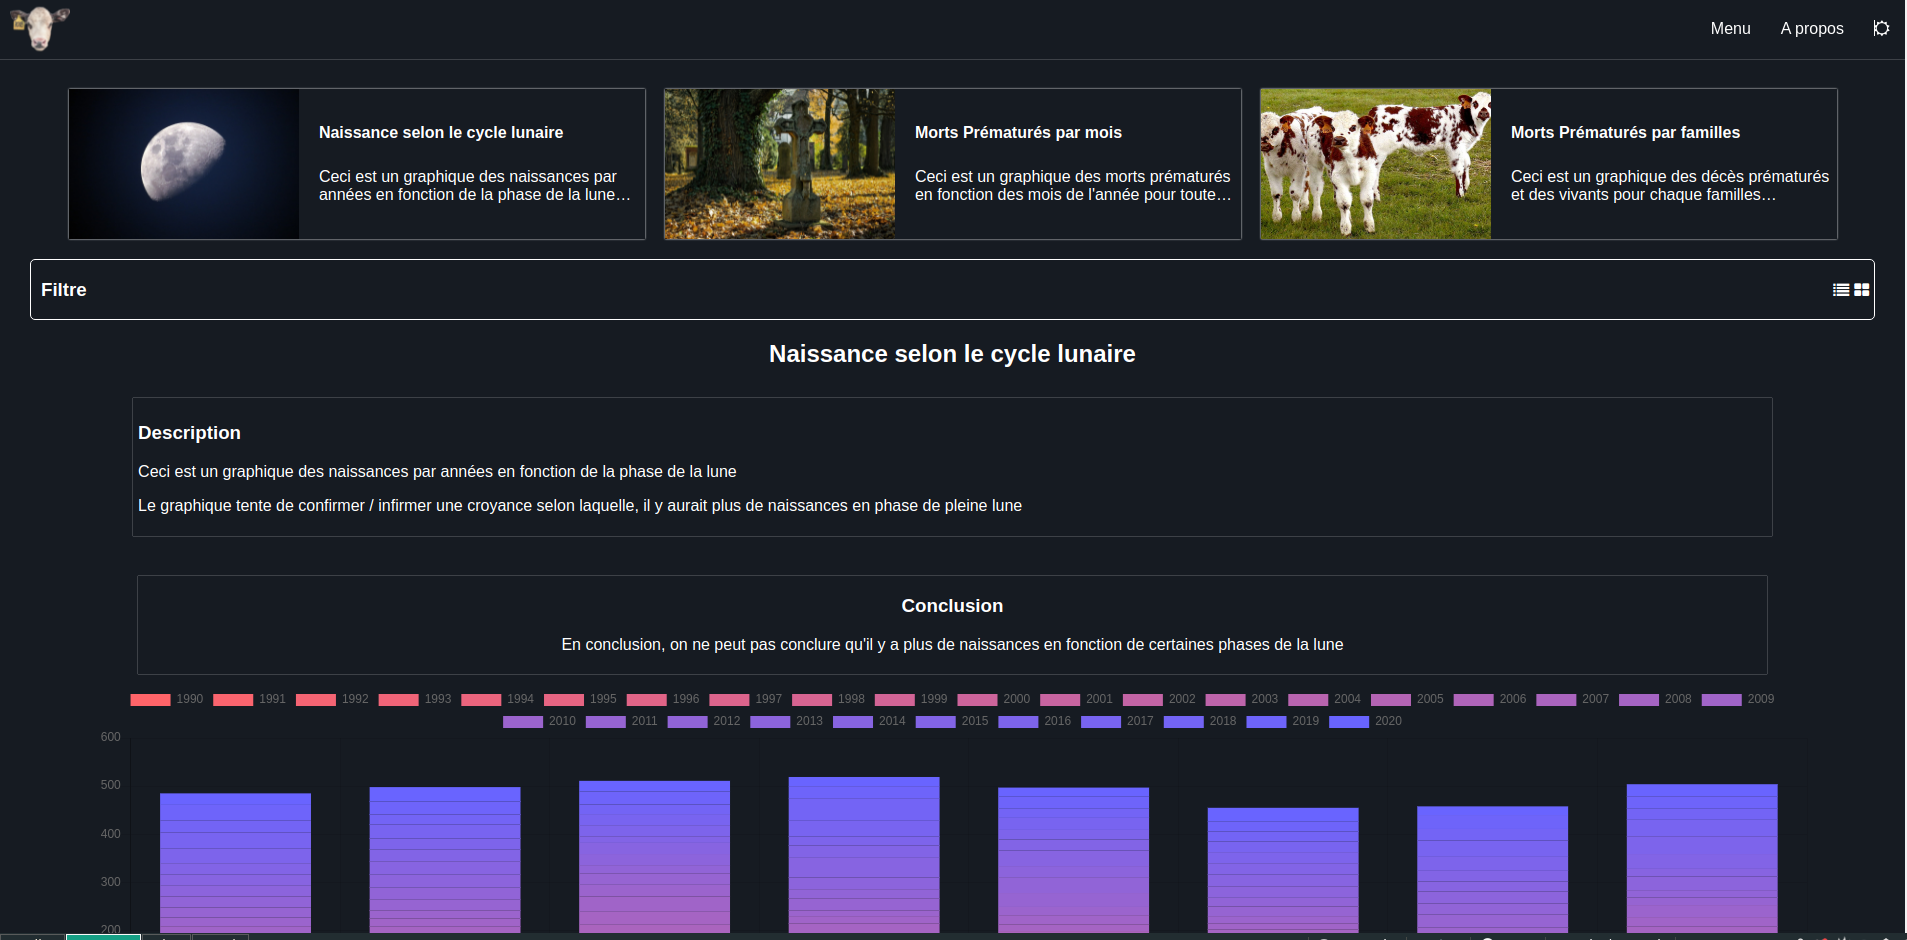 Menu
A propos
Naissance selon le cycle lunaire
Ceci est un graphique des naissances par
années en fonction de la phase de la lune…
Morts Prématurés par mois
Ceci est un graphique des morts prématurés
en fonction des mois de l'année pour toute…
Morts Prématurés par familles
Ceci est un graphique des décès prématurés
et des vivants pour chaque familles…
Filtre
Naissance selon le cycle lunaire
Description
Ceci est un graphique des naissances par années en fonction de la phase de la lune
Le graphique tente de confirmer / infirmer une croyance selon laquelle, il y aurait plus de naissances en phase de pleine lune
Conclusion
En conclusion, on ne peut pas conclure qu'il y a plus de naissances en fonction de certaines phases de la lune
1990 1991 1992 1993 1994 1995 1996 1997 1998 1999 2000 2001 2002 2003 2004 2005 2006 2007 2008 2009
2010 2011 2012 2013 2014 2015 2016 2017 2018 2019 2020
600
500
400
300
200